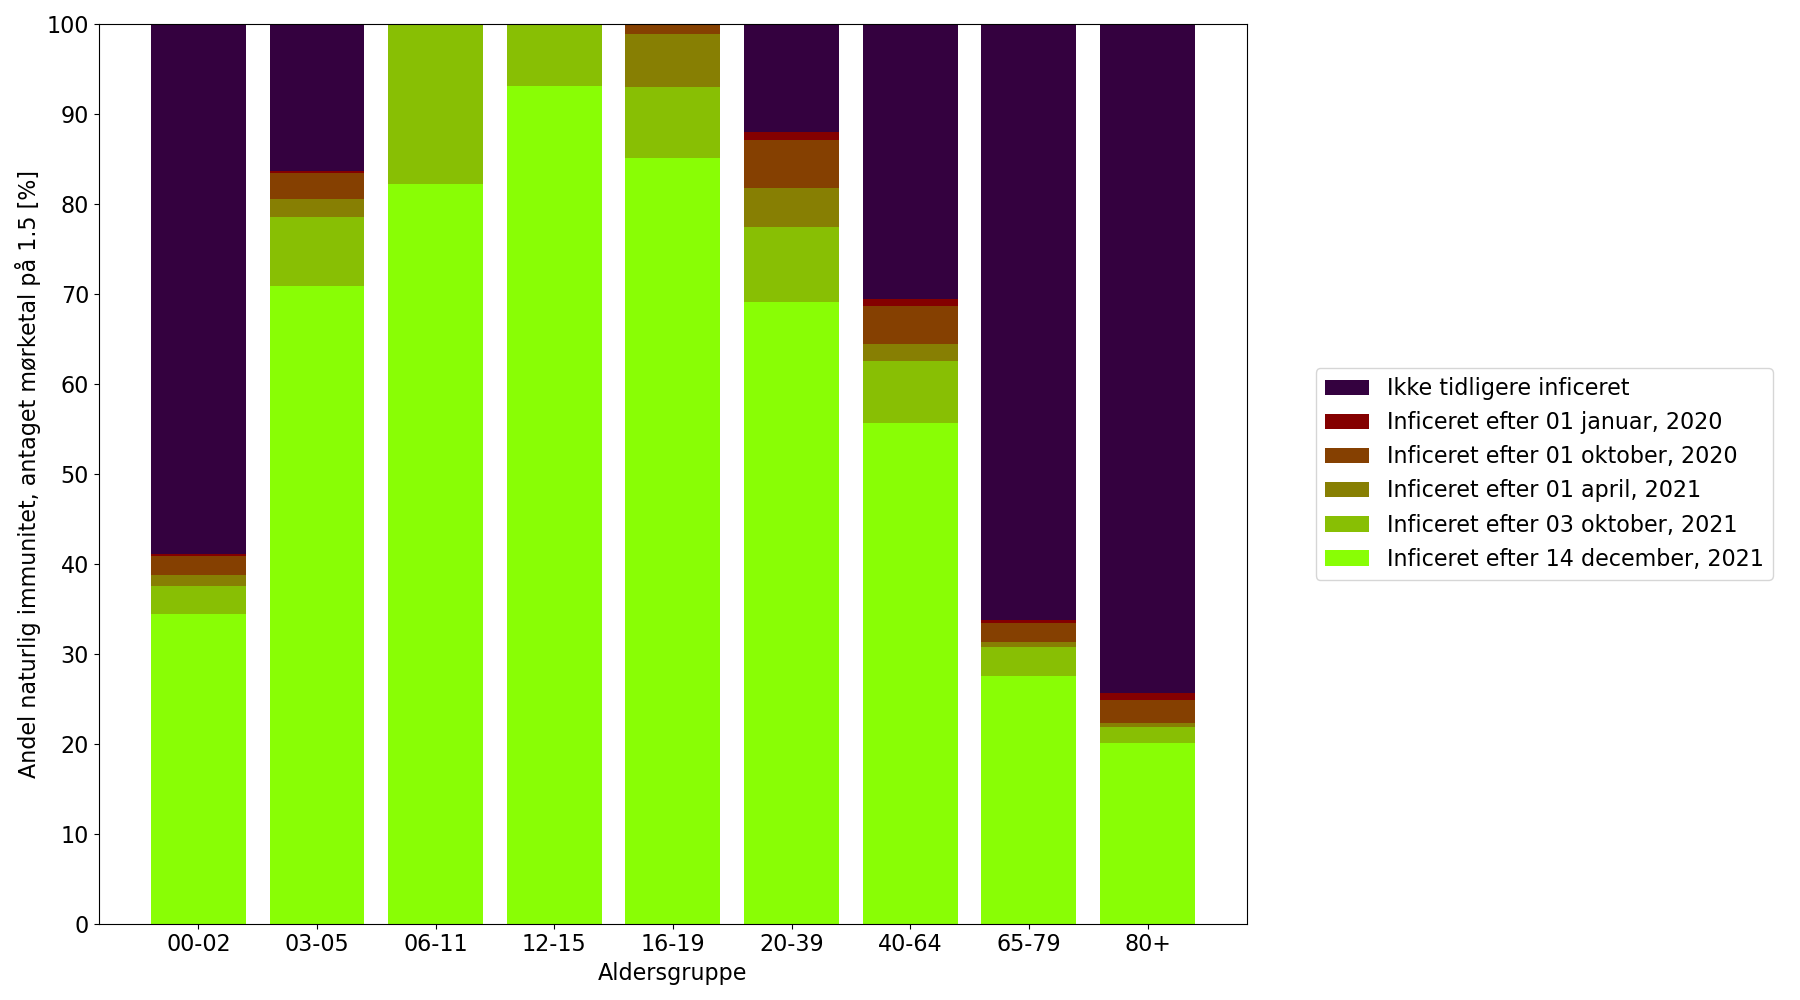 Andel naturlig immunitet, antaget mørketal på 1.5 [%]
100
90
80
70
60
50
40
30
20
10
0
00-02 03-05 06-11 12-15 16-19 20-39 40-64 65-79 80+
Aldersgruppe
Ikke tidligere inficeret
Inficeret efter 01 januar, 2020
Inficeret efter 01 oktober, 2020
Inficeret efter 01 april, 2021
Inficeret efter 03 oktober, 2021
Inficeret efter 14 december, 2021